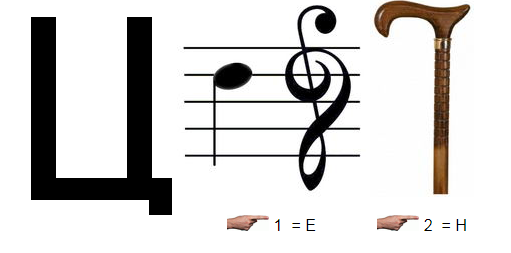 Ц
1 = Е 2 = Н